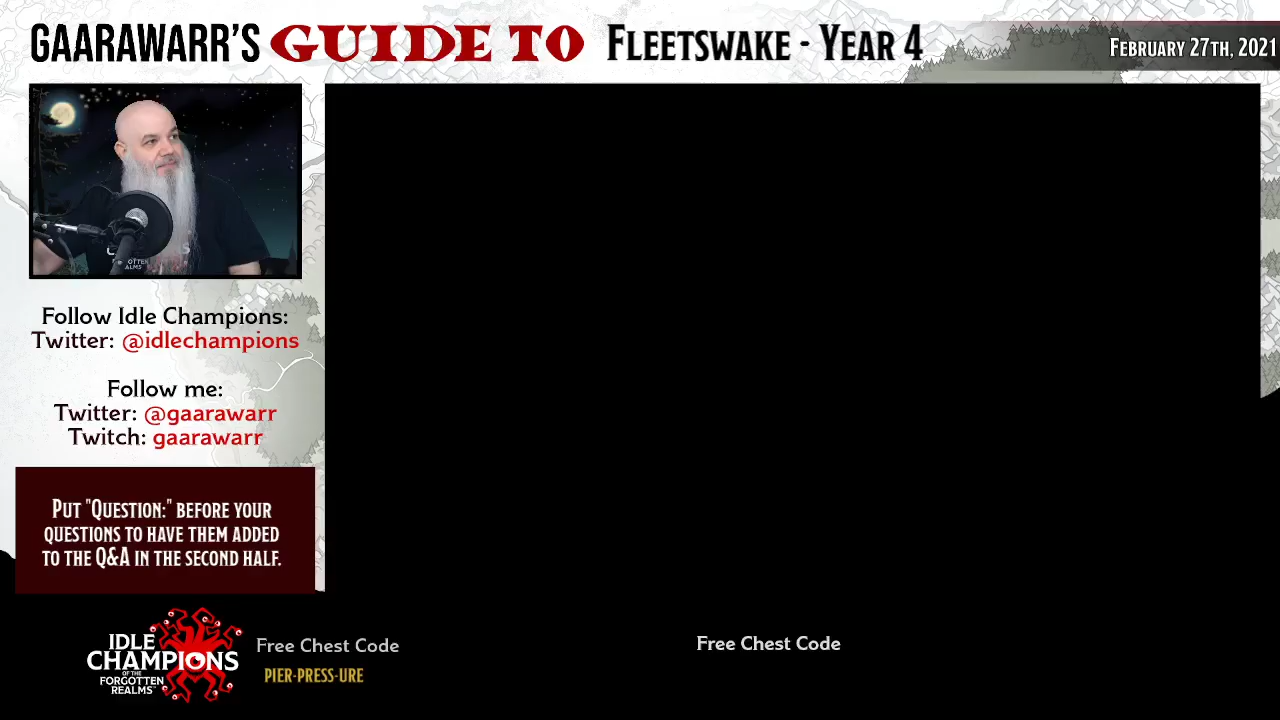 GAARAWARR'S GUIDE TO FLEETSWAKE - YEAR 4
FEBRUARY 27TH, 2021
Follow Idle Champions:
Twitter: @idlechampions
Follow me:
Twitter: @gaarawarr
Twitch: gaarawarr
PUT "QUESTION:" BEFORE YOUR
QUESTIONS TO HAVE THEM ADDED
TO THE Q&A IN THE SECOND HALF.
IDLE
CHAMPIONS
OF THE
FORGOTTEN
REALMS
Free Chest Code
PIER-PRESS-URE
Free Chest Code